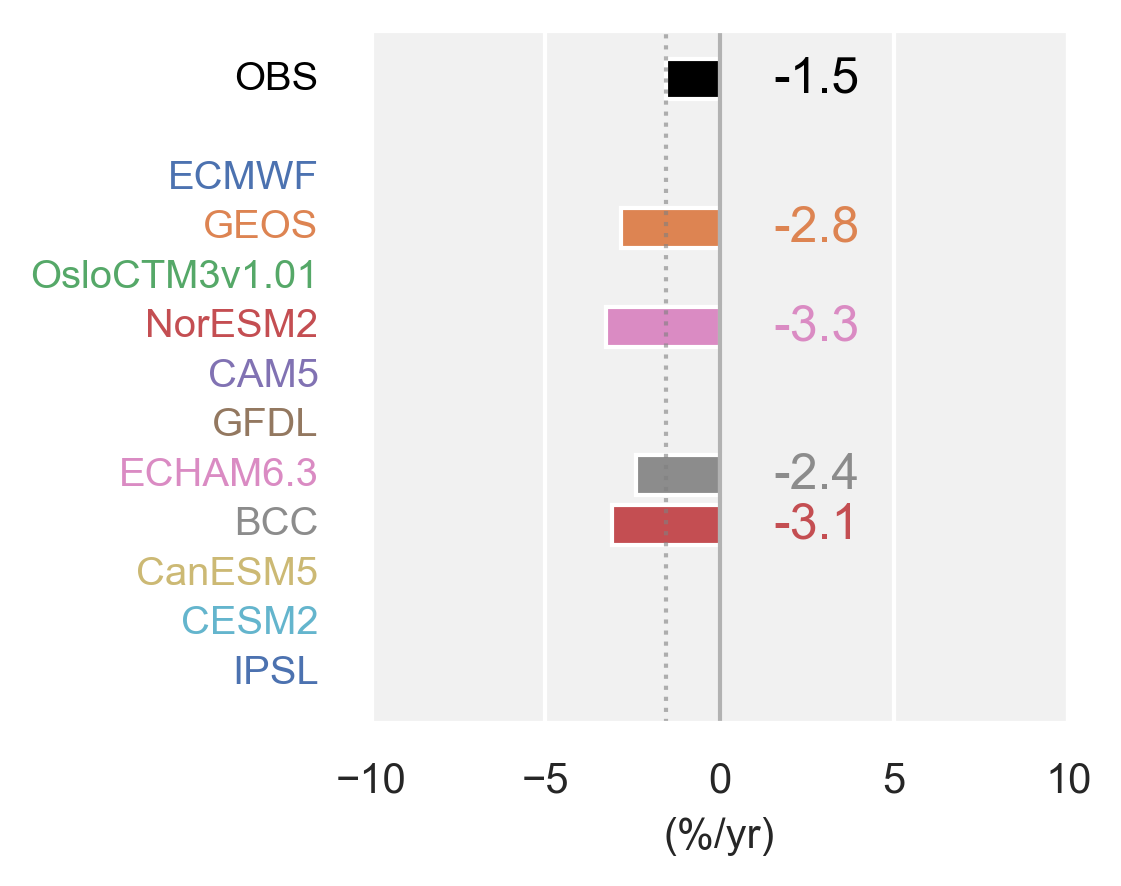 OBS -1.5
ECMWF
GEOS -2.8
OsloCTM3v1.01
NorESM2 -3.3
CAM5
GFDL
ECHAM6.3 -2.4
BCC -3.1
CanESM5
CESM2
IPSL
−10 −5 0 5 10
(%/yr)